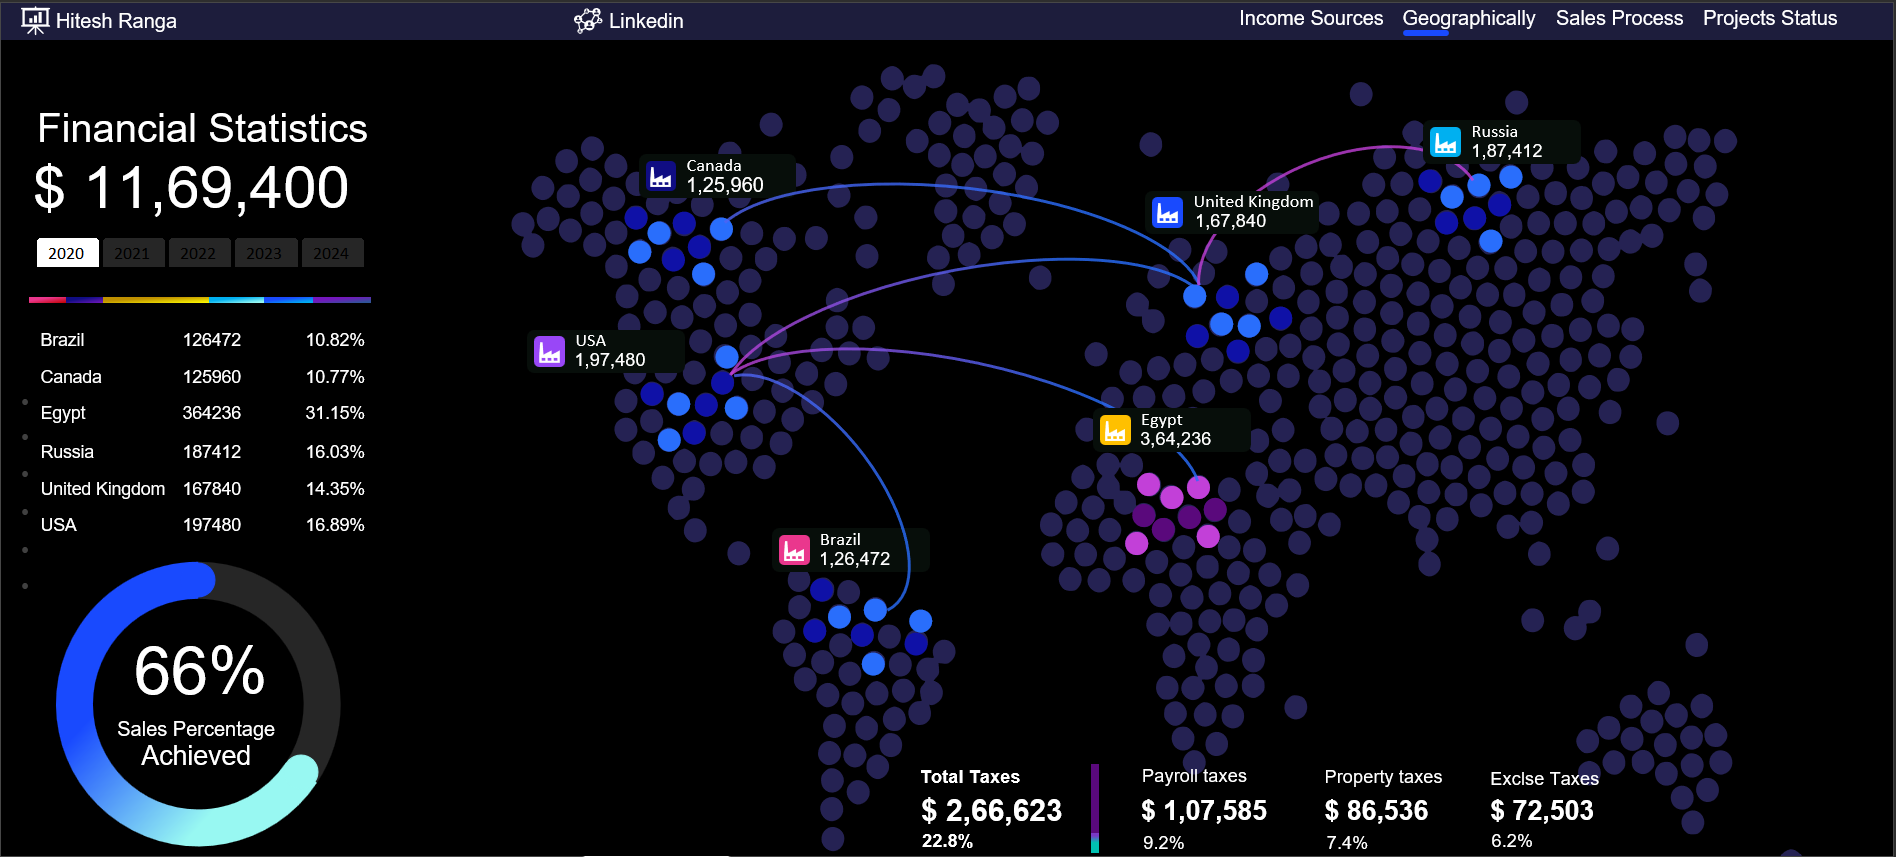 Hitesh Ranga
Linkedin
Income Sources
Geographically
Sales Process
Projects Status
Financial Statistics
$ 11,69,400
2020
2021
2022
2023
2024
Brazil 126472 10.82%
Canada 125960 10.77%
Egypt 364236 31.15%
Russia 187412 16.03%
United Kingdom 167840 14.35%
USA 197480 16.89%
66%
Sales Percentage
Achieved
Canada
1,25,960
Russia
1,87,412
United Kingdom
1,67,840
USA
1,97,480
Egypt
3,64,236
Brazil
1,26,472
Total Taxes
$ 2,66,623
22.8%
Payroll taxes
$ 1,07,585
9.2%
Property taxes
$ 86,536
7.4%
Exclse Taxes
$ 72,503
6.2%